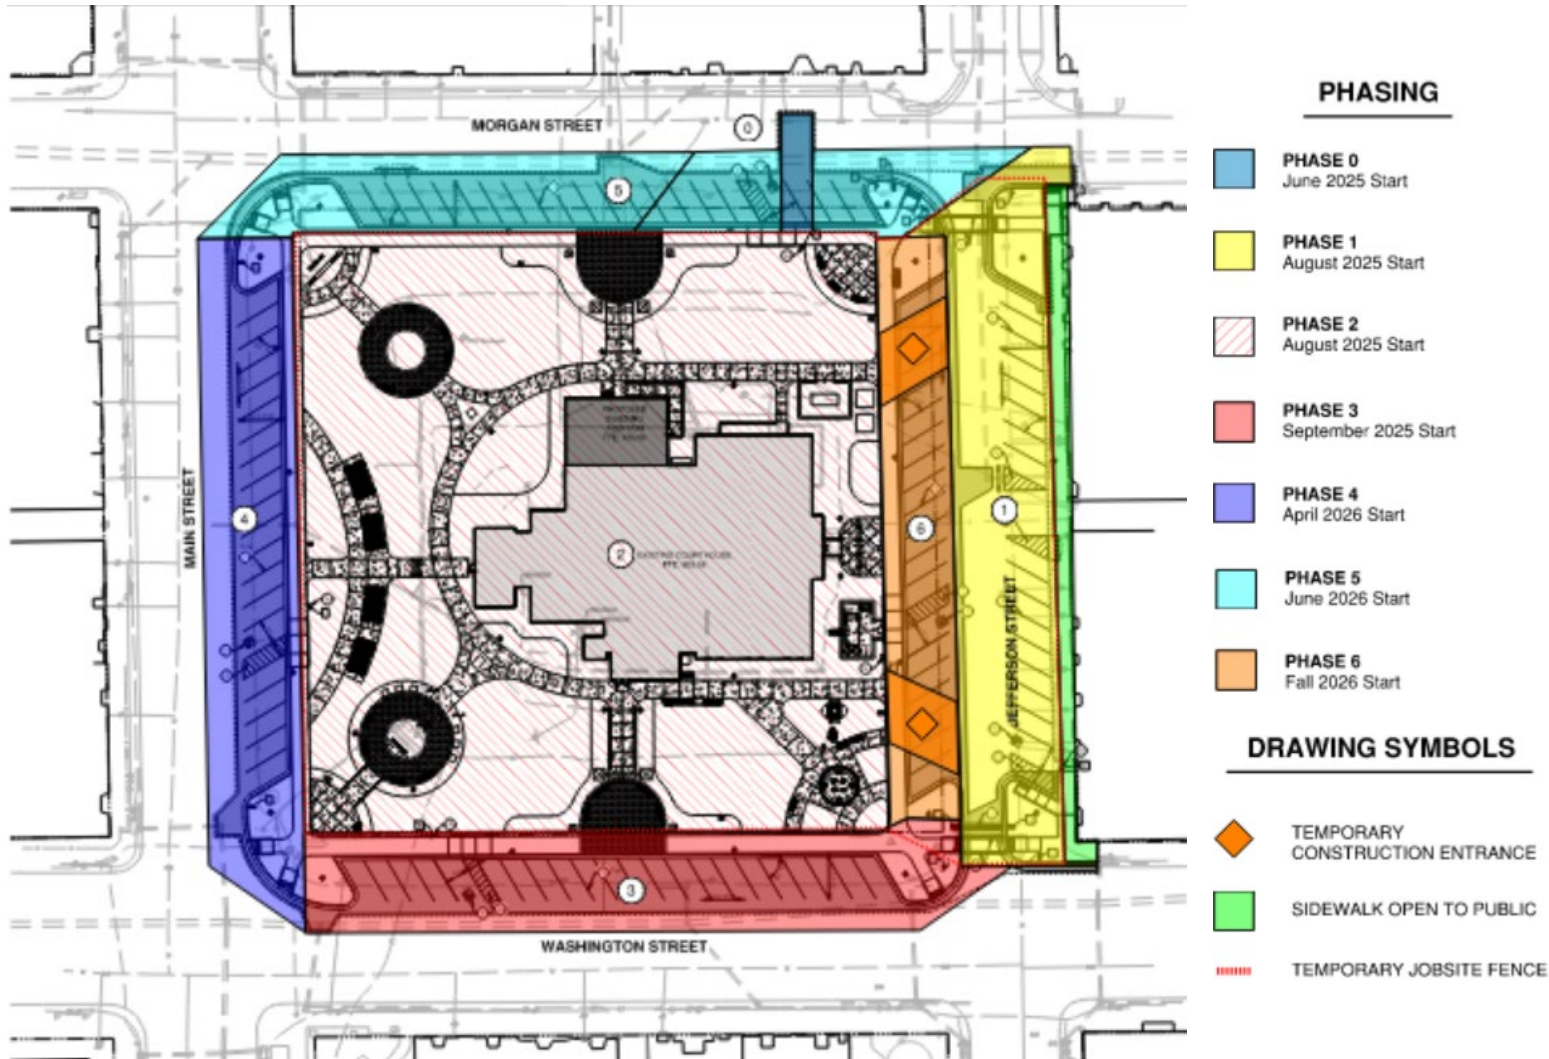 MORGAN STREET
0
5
MAIN STREET
4
2
EXISTING COURTHOUSE
6
1
JEFFERSON STREET
3
WASHINGTON STREET
PHASING
PHASE 0
June 2025 Start
PHASE 1
August 2025 Start
PHASE 2
August 2025 Start
PHASE 3
September 2025 Start
PHASE 4
April 2026 Start
PHASE 5
June 2026 Start
PHASE 6
Fall 2026 Start
DRAWING SYMBOLS
TEMPORARY
CONSTRUCTION ENTRANCE
SIDEWALK OPEN TO PUBLIC
TEMPORARY JOBSITE FENCE